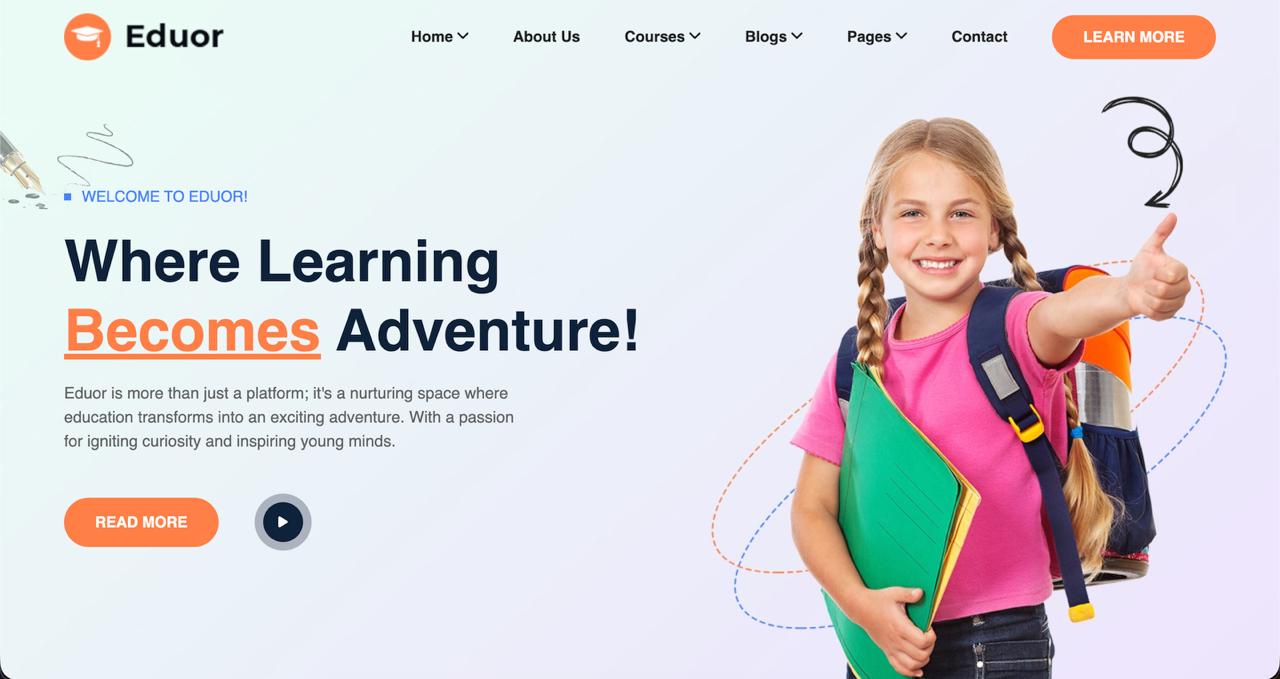 Eduor
Home
About Us
Courses
Blogs
Pages
Contact
LEARN MORE
WELCOME TO EDUOR!
Where Learning
Becomes Adventure!
Eduor is more than just a platform; it's a nurturing space where
education transforms into an exciting adventure. With a passion
for igniting curiosity and inspiring young minds.
READ MORE